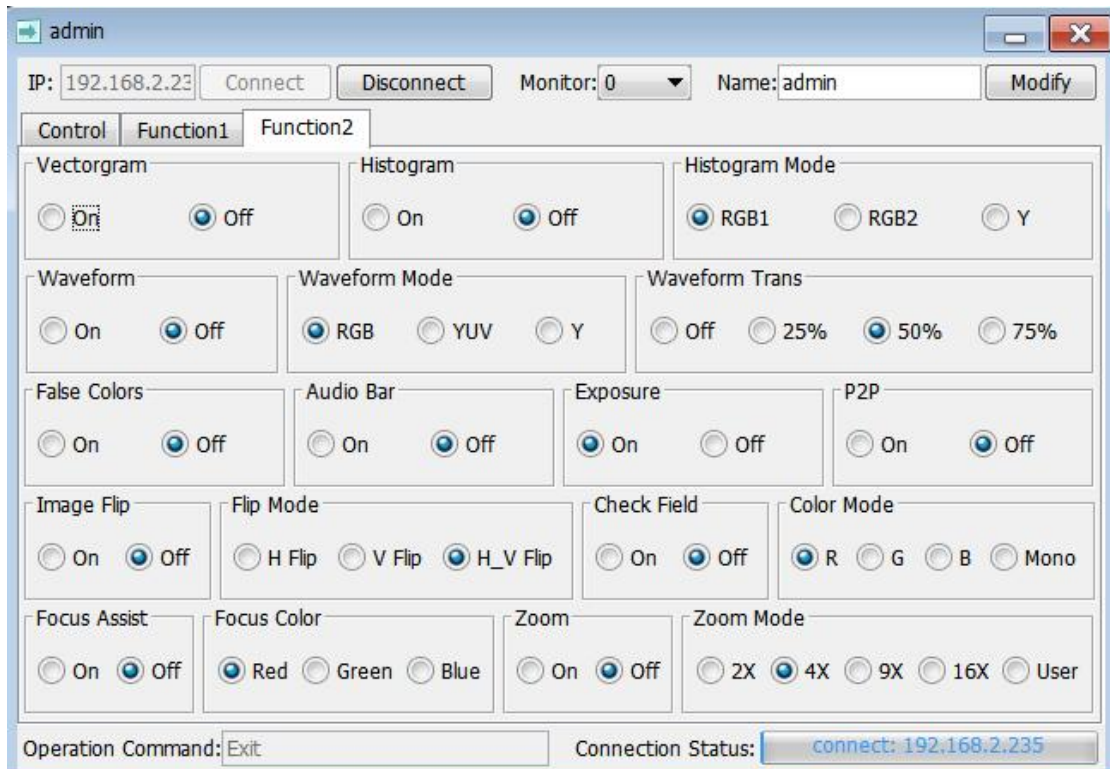 admin
IP: 192.168.2.23 Connect Disconnect Monitor: 0 Name: admin Modify
Control Function1 Function2
Vectorgram Histogram Histogram Mode
On Off On Off RGB1 RGB2 Y
Waveform Waveform Mode Waveform Trans
On Off RGB YUV Y Off 25% 50% 75%
False Colors Audio Bar Exposure P2P
On Off On Off On Off On Off
Image Flip Flip Mode Check Field Color Mode
On Off H Flip V Flip H_V Flip On Off R G B Mono
Focus Assist Focus Color Zoom Zoom Mode
On Off Red Green Blue On Off 2X 4X 9X 16X User
Operation Command: Exit Connection Status: connect: 192.168.2.235